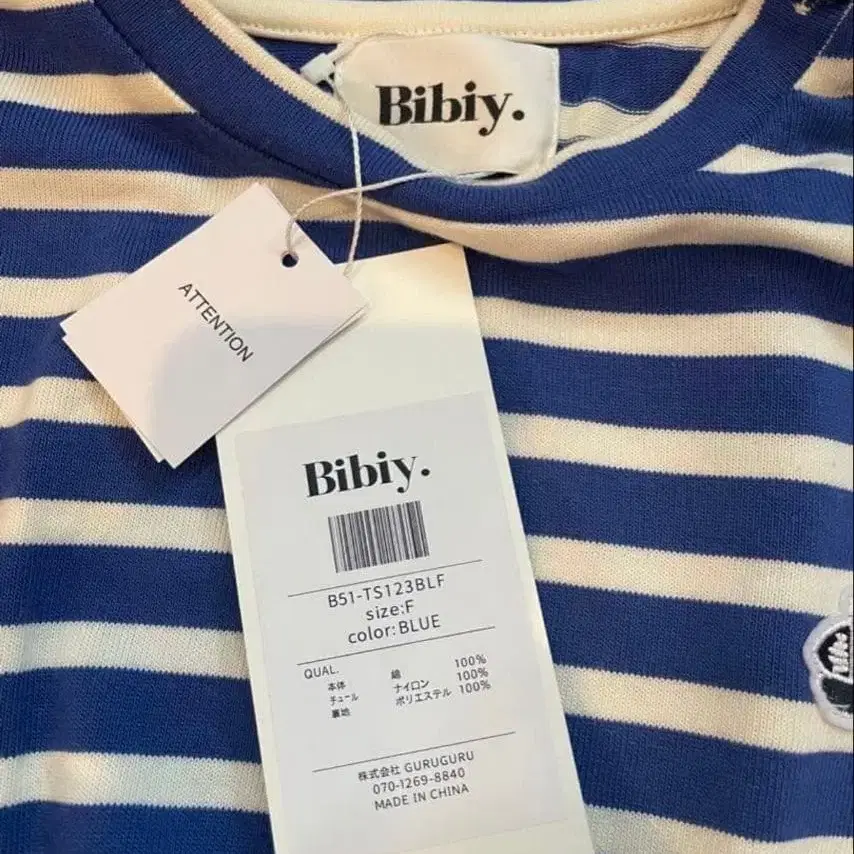 Bibiy.
ATTENTION
Bibiy.
B51-TS123BLF
size:F
color:BLUE
QUAL.
本体 綿 100%
チュール ナイロン 100%
裏地 ポリエステル 100%
株式会社 GURUGURU
070-1269-8840
MADE IN CHINA